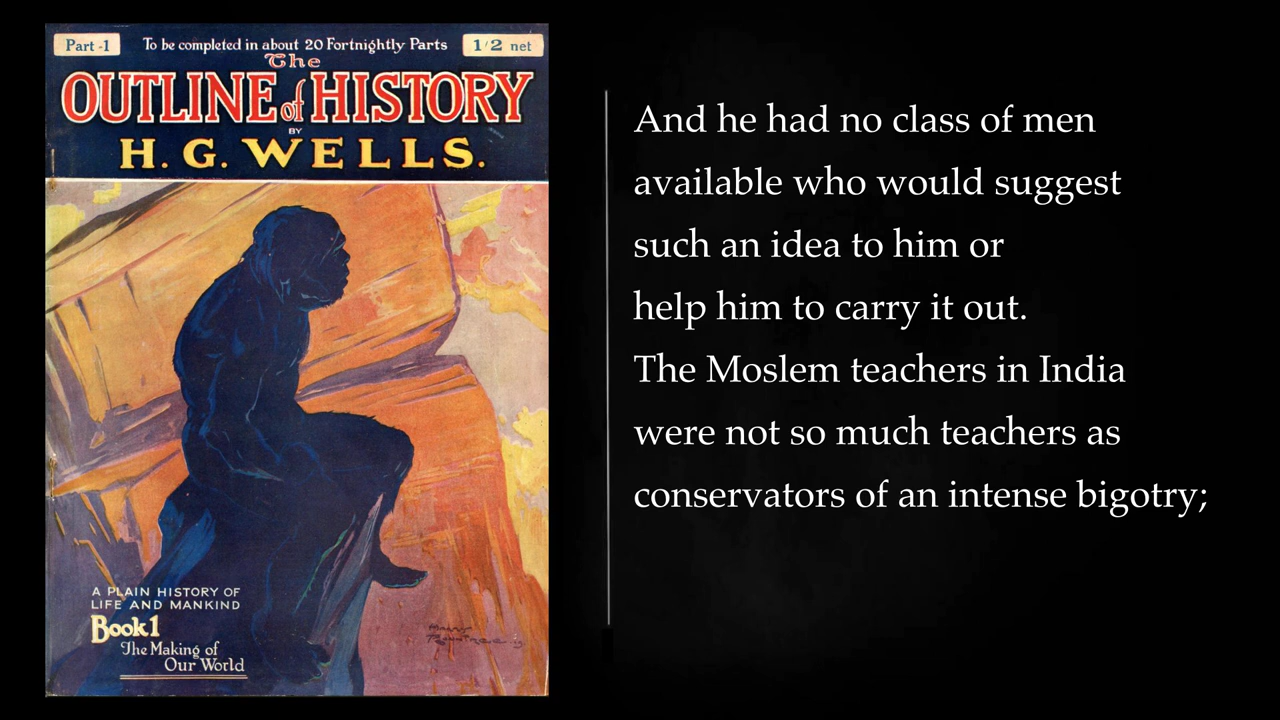 Part -1
To be completed in about 20 Fortnightly Parts
1/2 net
The
OUTLINE of HISTORY
BY
H. G. WELLS.
A PLAIN HISTORY OF
LIFE AND MANKIND
Book 1
The Making of
Our World
And he had no class of men
available who would suggest
such an idea to him or
help him to carry it out.
The Moslem teachers in India
were not so much teachers as
conservators of an intense bigotry;